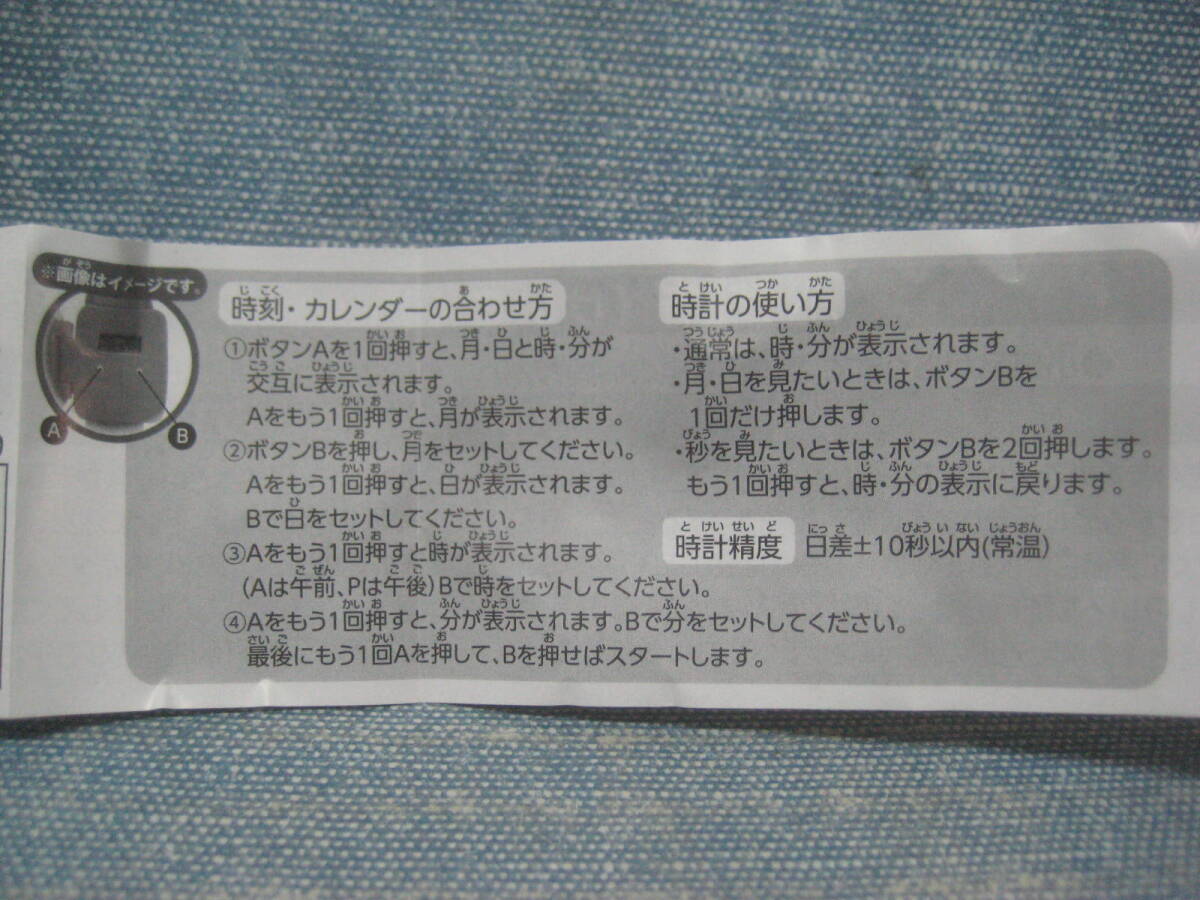 ※画像はイメージです。
A
B
時刻・カレンダーの合わせ方
①ボタンAを1回押すと、月・日と時・分が
交互に表示されます。
Aをもう1回押すと、月が表示されます。
②ボタンBを押し、月をセットしてください。
Aをもう1回押すと、日が表示されます。
Bで日をセットしてください。
③Aをもう1回押すと時が表示されます。
(Aは午前、Pは午後)Bで時をセットしてください。
④Aをもう1回押すと、分が表示されます。Bで分をセットしてください。
最後にもう1回Aを押して、Bを押せばスタートします。
時計の使い方
・通常は、時・分が表示されます。
・月・日を見たいときは、ボタンBを
1回だけ押します。
・秒を見たいときは、ボタンBを2回押します。
もう1回押すと、時・分の表示に戻ります。
時計精度 日差±10秒以内(常温)